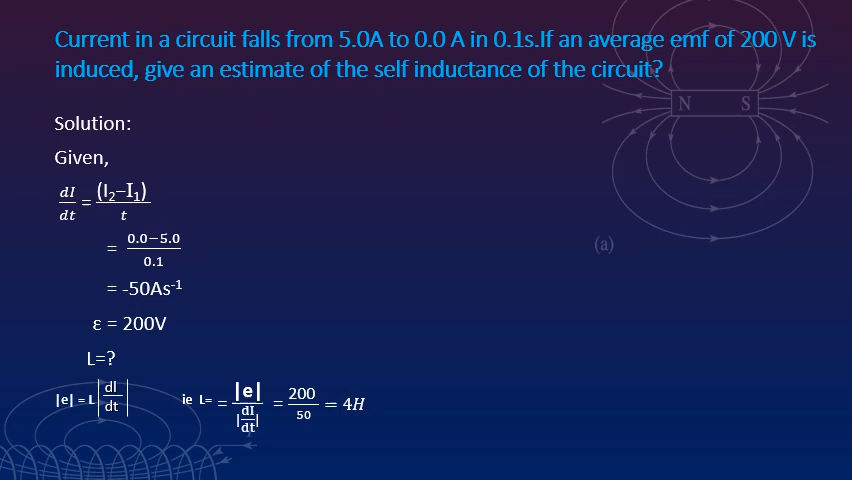 Current in a circuit falls from 5.0A to 0.0 A in 0.1s.If an average emf of 200 V is
induced, give an estimate of the self inductance of the circuit?
N S
Solution:
Given,
dI/dt = (I₂–I₁)/t
= 0.0−5.0/0.1
(a)
= -50As⁻¹
ε = 200V
L=?
|e| = L |dI/dt| ie L= = |e|/|dI/dt| = 200/50 = 4H